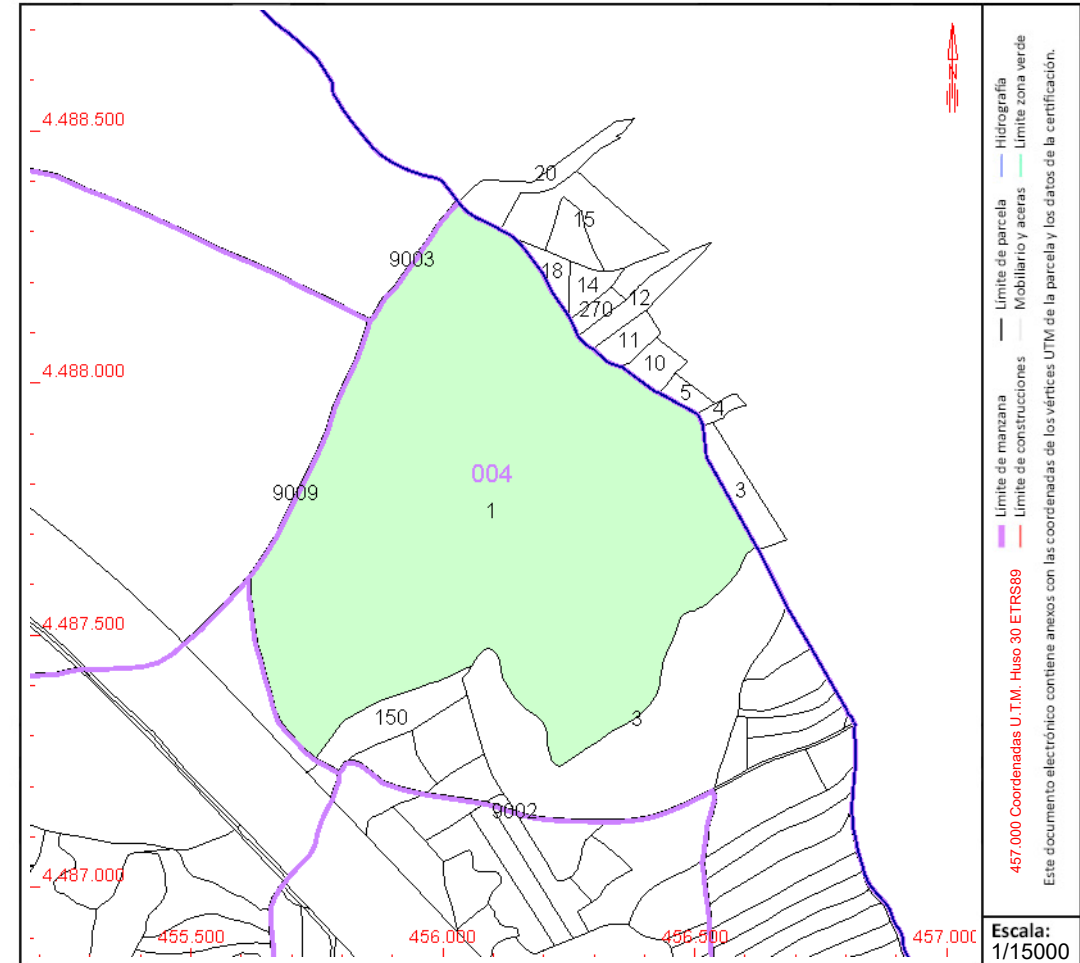 4.488.500
20
15
9003
18
14
12
270
11
4.488.000
10
5
4
004
3
9009
1
4.487.500
150
3
9002
4.487.000
455.500
456.000
456.500
457.000
N
Límite de manzana
Límite de parcela
Hidrografía
457.000 Coordenadas U.T.M. Huso 30 ETRS89
Límite de construcciones
Mobiliario y aceras
Límite zona verde
Este documento electrónico contiene anexos con las coordenadas de los vértices UTM de la parcela y los datos de la certificación.
Escala:
1/15000